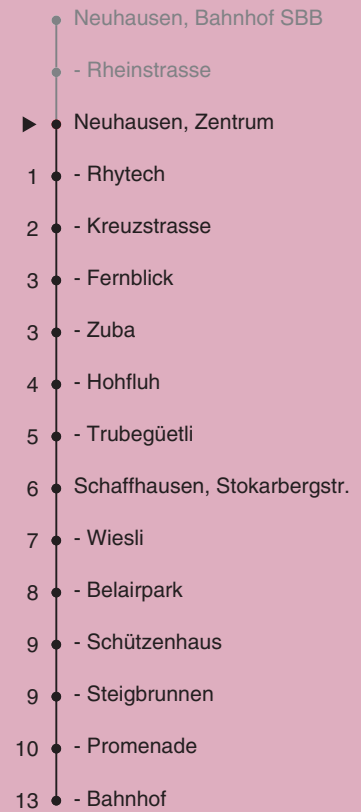 Neuhausen, Bahnhof SBB
- Rheinstrasse
Neuhausen, Zentrum
1 - Rhytech
2 - Kreuzstrasse
3 - Fernblick
3 - Zuba
4 - Hohfluh
5 - Trubegüetli
6 Schaffhausen, Stokarbergstr.
7 - Wiesli
8 - Belairpark
9 - Schützenhaus
9 - Steigbrunnen
10 - Promenade
13 - Bahnhof